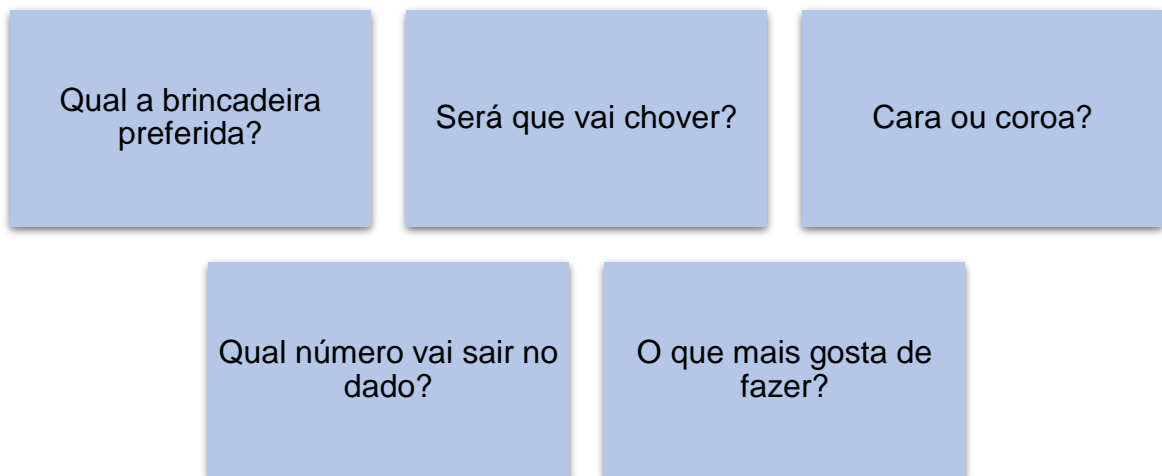 Qual a brincadeira
preferida?
Será que vai chover?
Cara ou coroa?
Qual número vai sair no
dado?
O que mais gosta de
fazer?